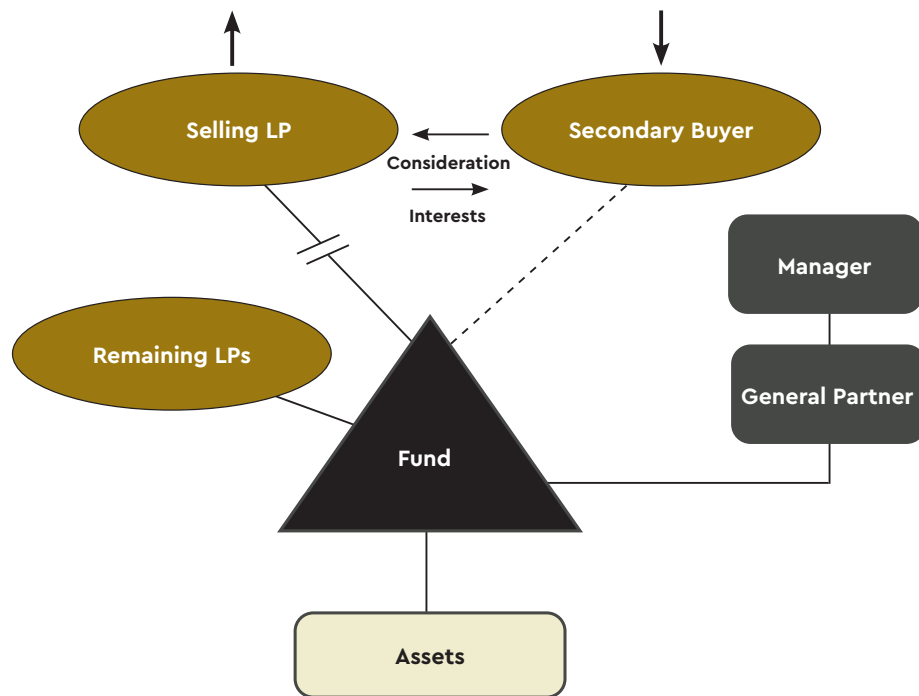 Selling LP
Secondary Buyer
Consideration
Interests
Manager
Remaining LPs
General Partner
Fund
Assets